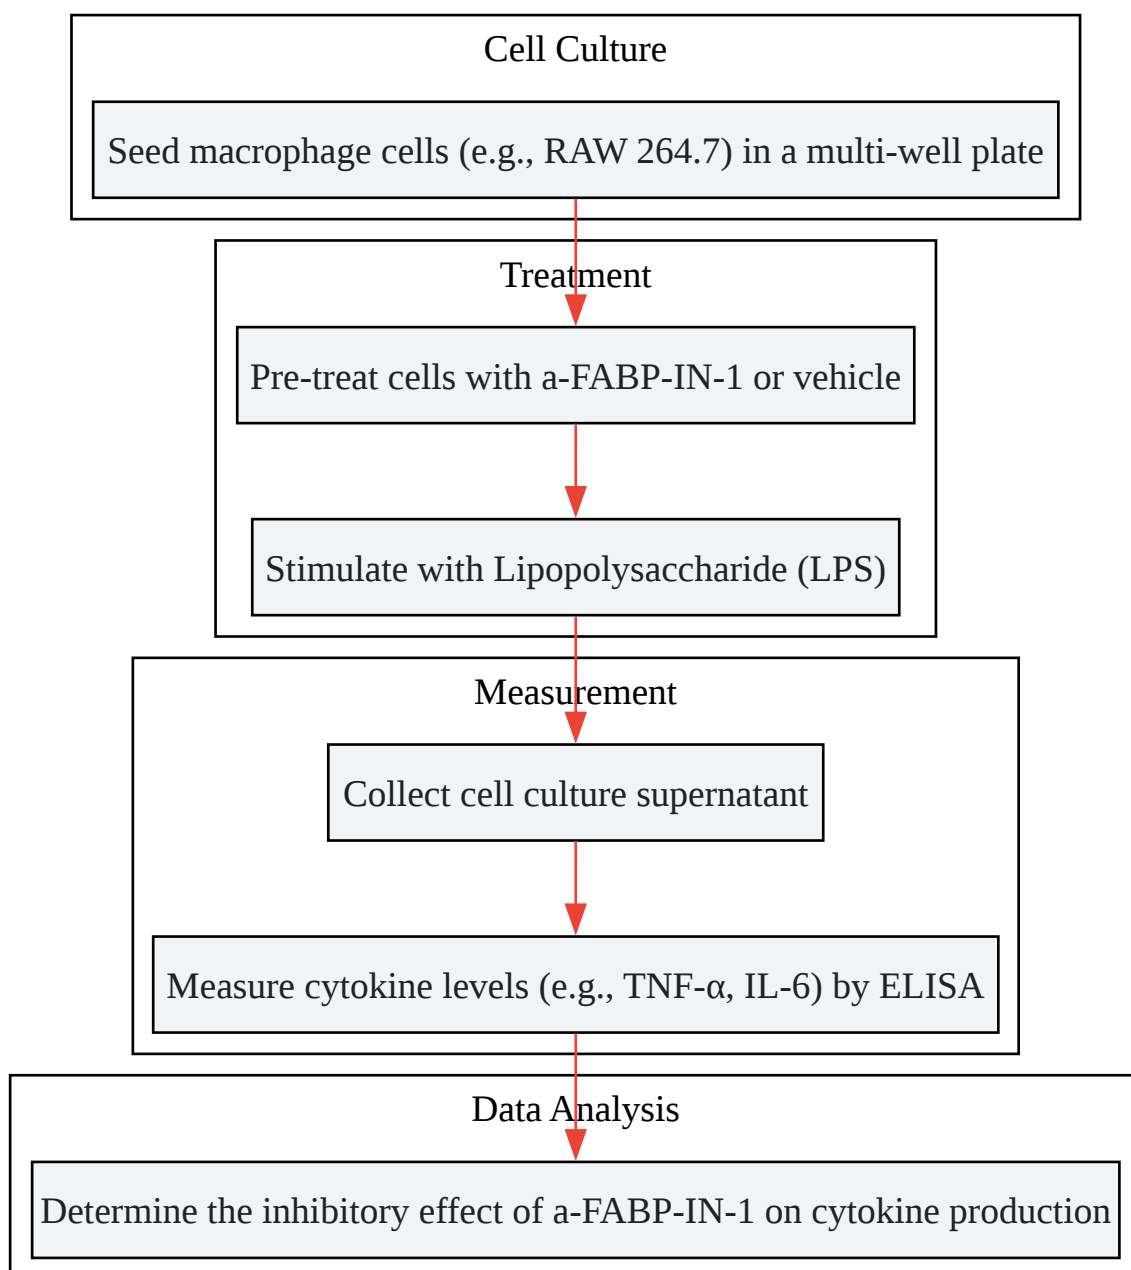 Cell Culture
Seed macrophage cells (e.g., RAW 264.7) in a multi-well plate
Treatment
Pre-treat cells with a-FABP-IN-1 or vehicle
Stimulate with Lipopolysaccharide (LPS)
Measurement
Collect cell culture supernatant
Measure cytokine levels (e.g., TNF-α, IL-6) by ELISA
Data Analysis
Determine the inhibitory effect of a-FABP-IN-1 on cytokine production